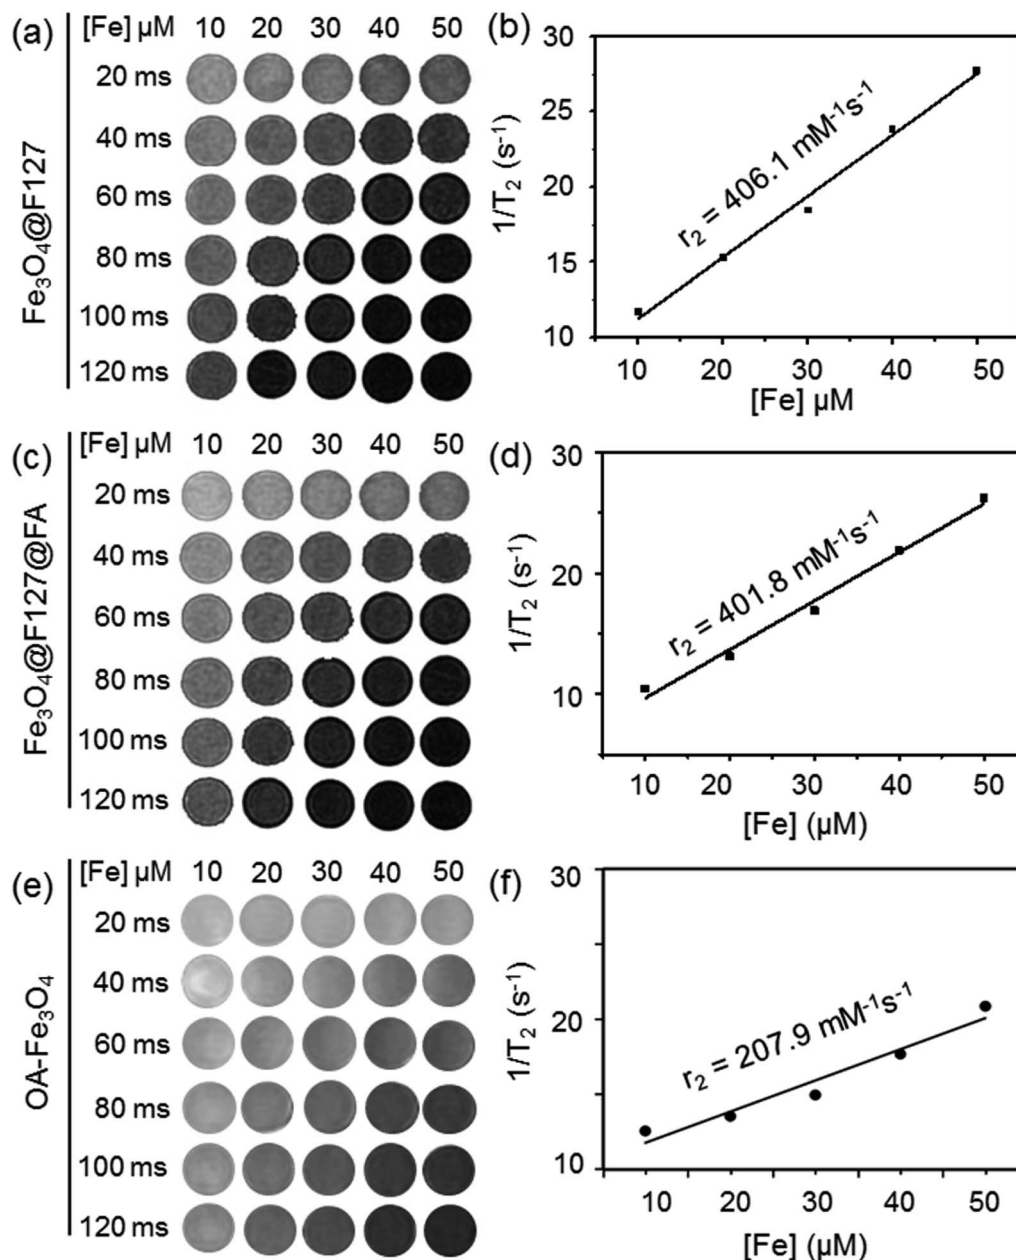 (a)
Fe₃O₄@F127
[Fe] µM 10 20 30 40 50
20 ms
40 ms
60 ms
80 ms
100 ms
120 ms
(b)
1/T₂ (s⁻¹)
30
25
20
15
10
r₂ = 406.1 mM⁻¹s⁻¹
10 20 30 40 50
[Fe] µM
(c)
Fe₃O₄@F127@FA
[Fe] µM 10 20 30 40 50
20 ms
40 ms
60 ms
80 ms
100 ms
120 ms
(d)
1/T₂ (s⁻¹)
30
20
10
r₂ = 401.8 mM⁻¹s⁻¹
10 20 30 40 50
[Fe] (µM)
(e)
OA-Fe₃O₄
[Fe] µM 10 20 30 40 50
20 ms
40 ms
60 ms
80 ms
100 ms
120 ms
(f)
1/T₂ (s⁻¹)
30
20
10
r₂ = 207.9 mM⁻¹s⁻¹
10 20 30 40 50
[Fe] (µM)